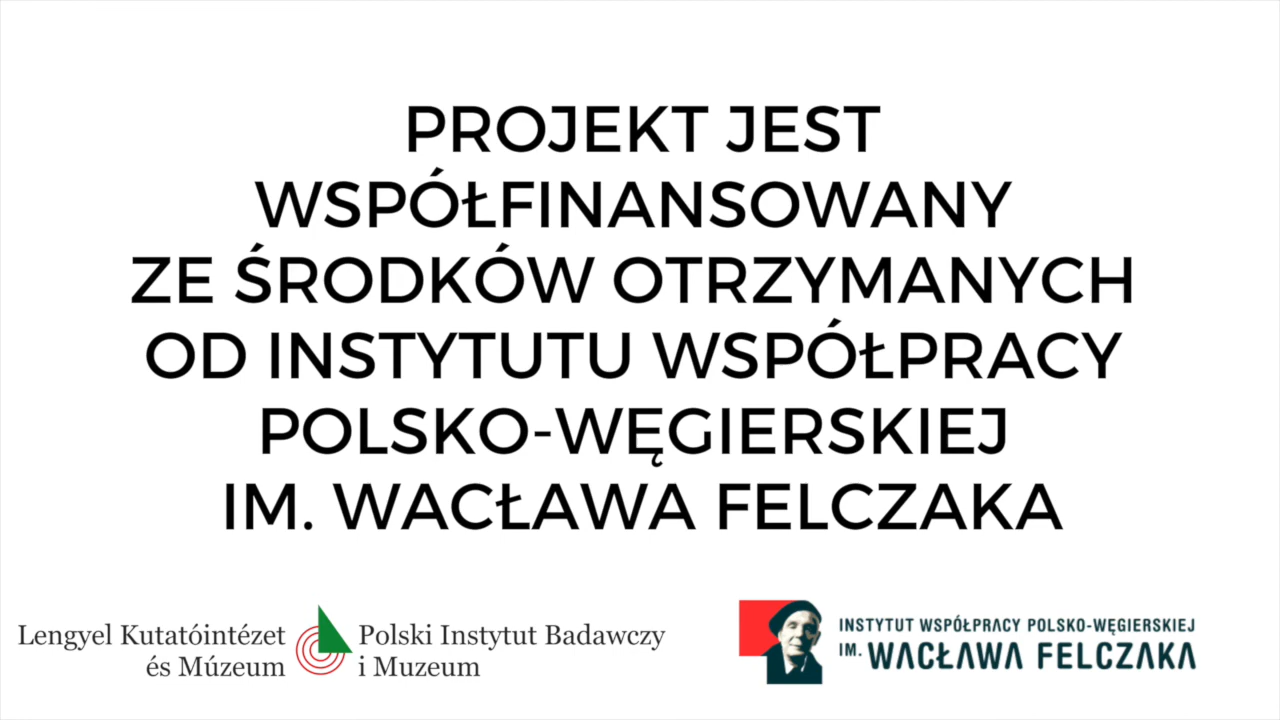 PROJEKT JEST
WSPÓŁFINANSOWANY
ZE ŚRODKÓW OTRZYMANYCH
OD INSTYTUTU WSPÓŁPRACY
POLSKO-WĘGIERSKIEJ
IM. WACŁAWA FELCZAKA
Lengyel Kutatóintézet
és Múzeum
Polski Instytut Badawczy
i Muzeum
INSTYTUT WSPÓŁPRACY POLSKO-WĘGIERSKIEJ
IM. WACŁAWA FELCZAKA